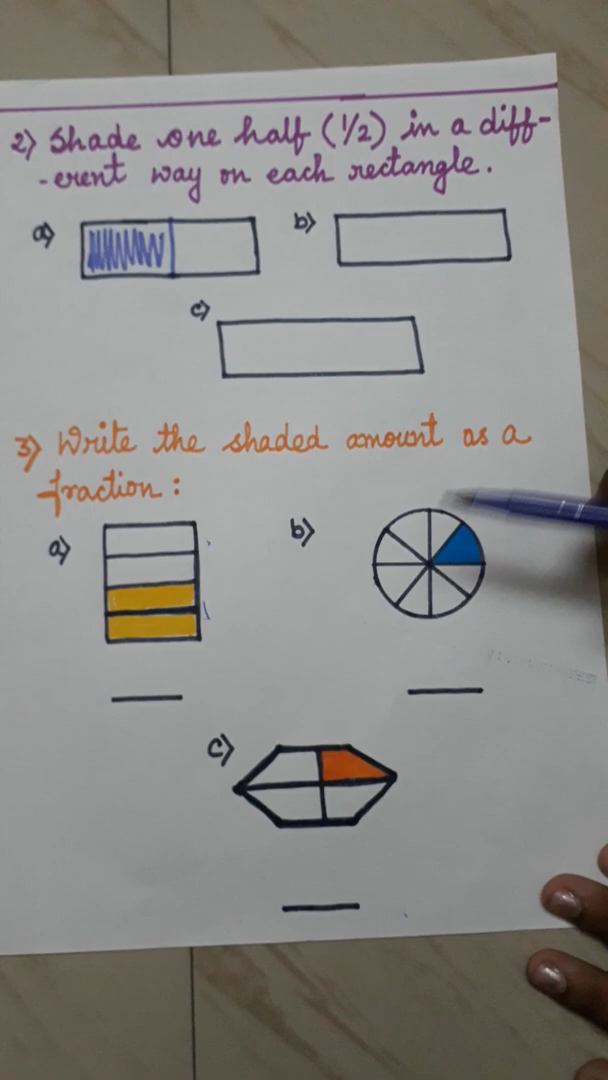 2) Shade one half (1/2) in a diff-
-erent way on each rectangle.
a) b)
c)
3) Write the shaded amount as a
fraction :
a) b)
c)